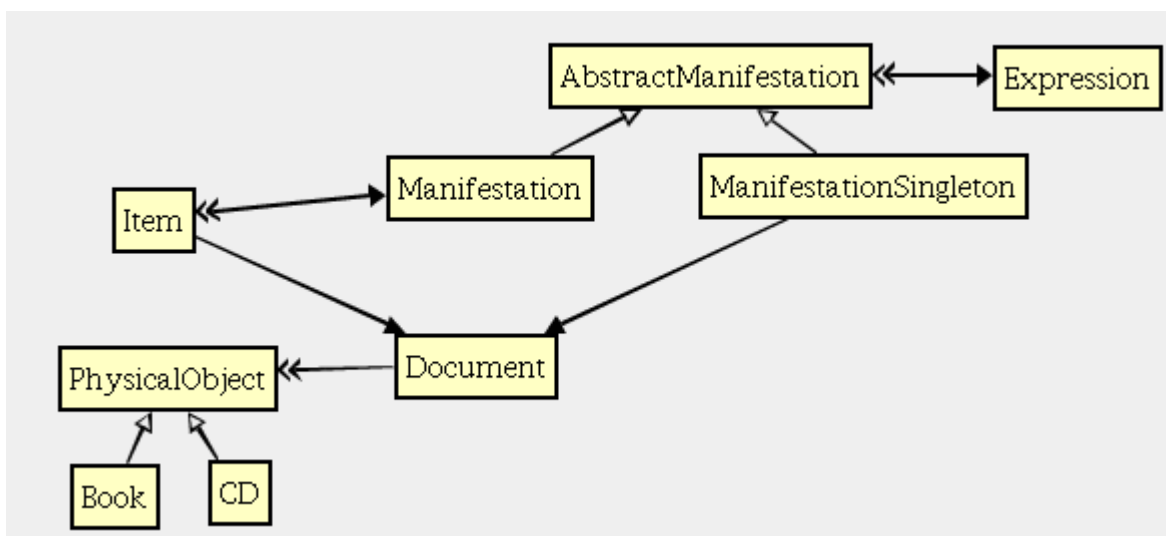 AbstractManifestation
Expression
Manifestation
ManifestationSingleton
Item
Document
PhysicalObject
Book
CD